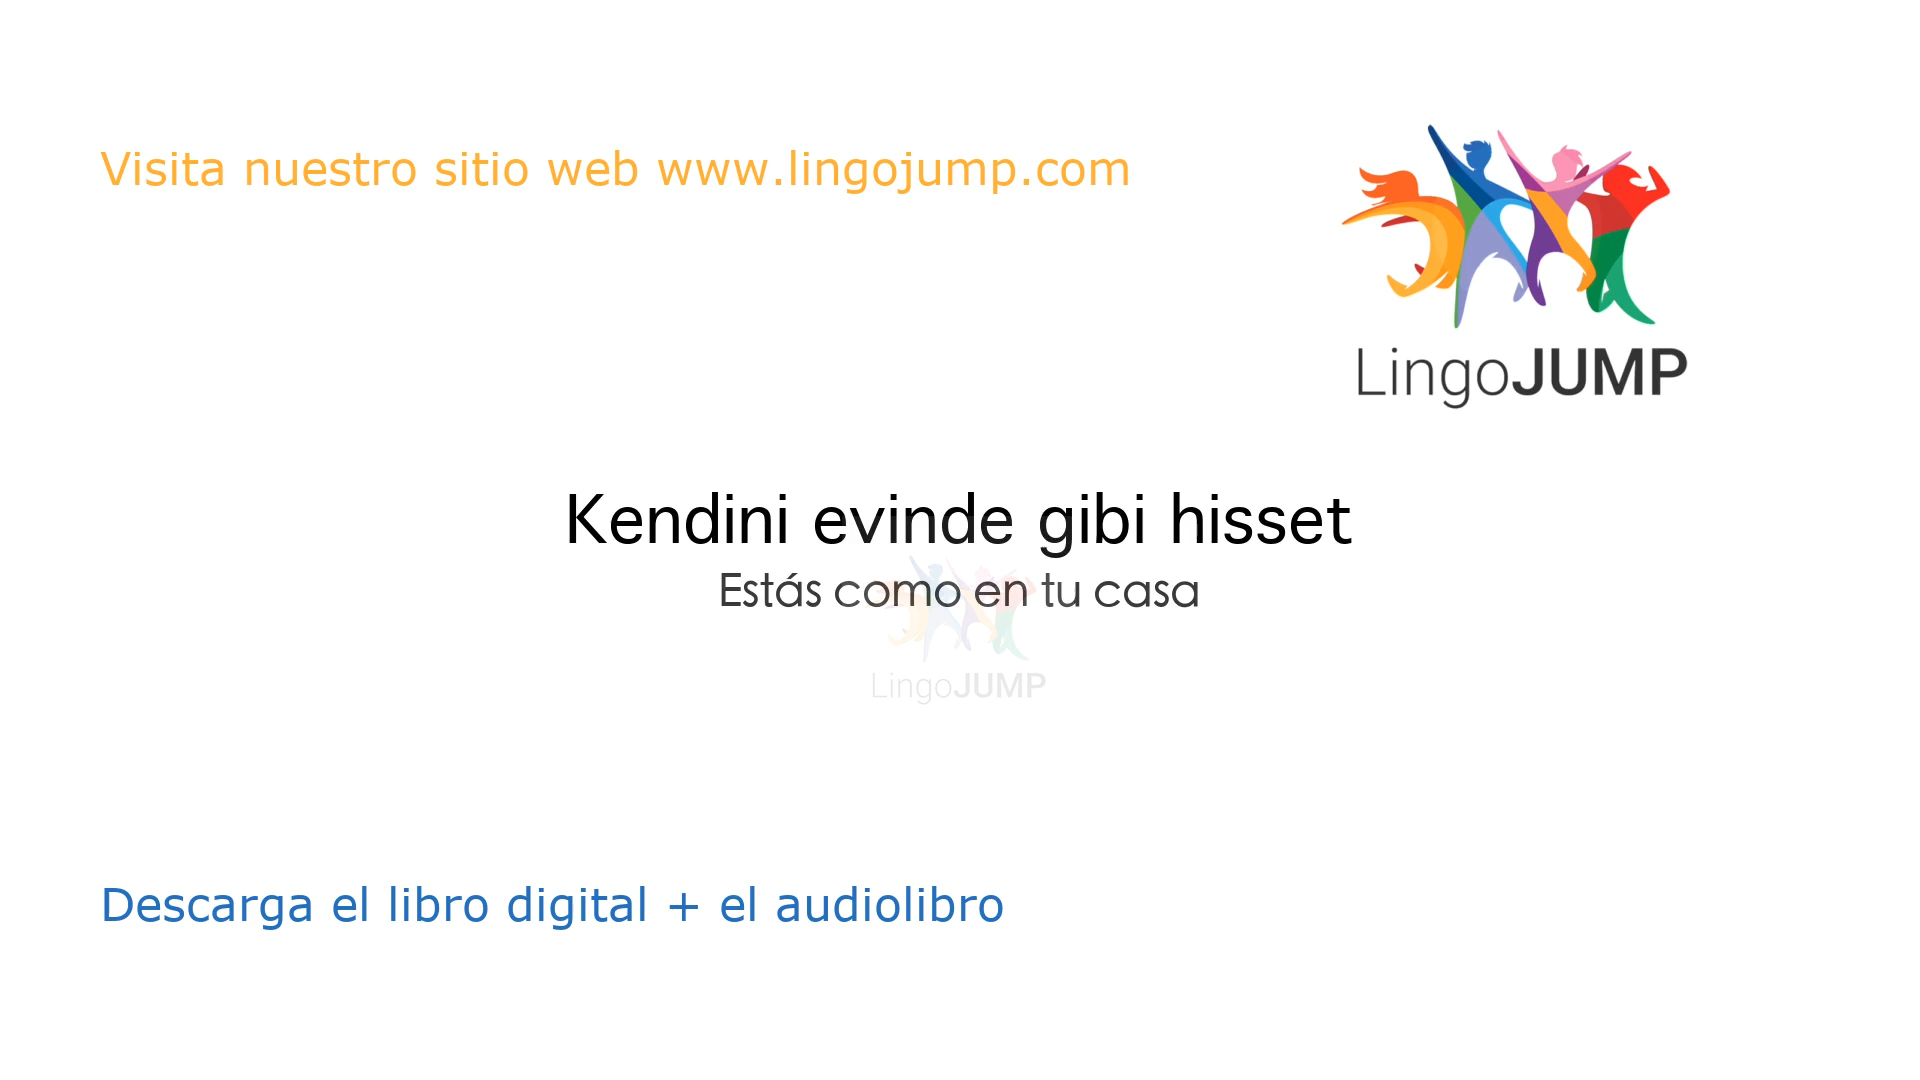 Visita nuestro sitio web www.lingojump.com
LingoJUMP
Kendini evinde gibi hisset
Estás como en tu casa
LingoJUMP
Descarga el libro digital + el audiolibro